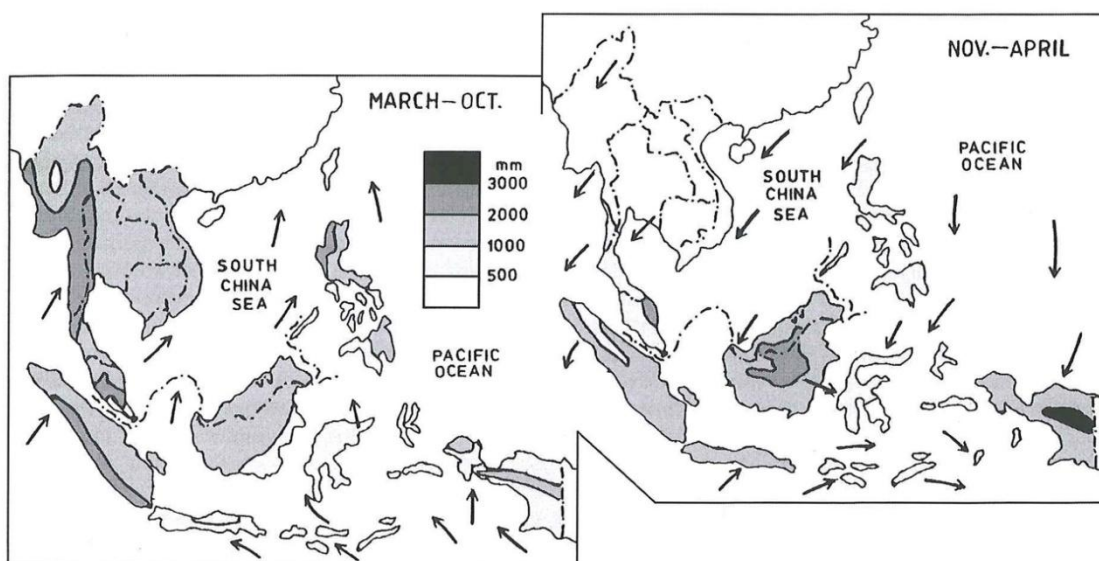 MARCH–OCT.
mm
3000
2000
1000
500
SOUTH
CHINA
SEA
PACIFIC
OCEAN
NOV.–APRIL
PACIFIC
OCEAN
SOUTH
CHINA
SEA